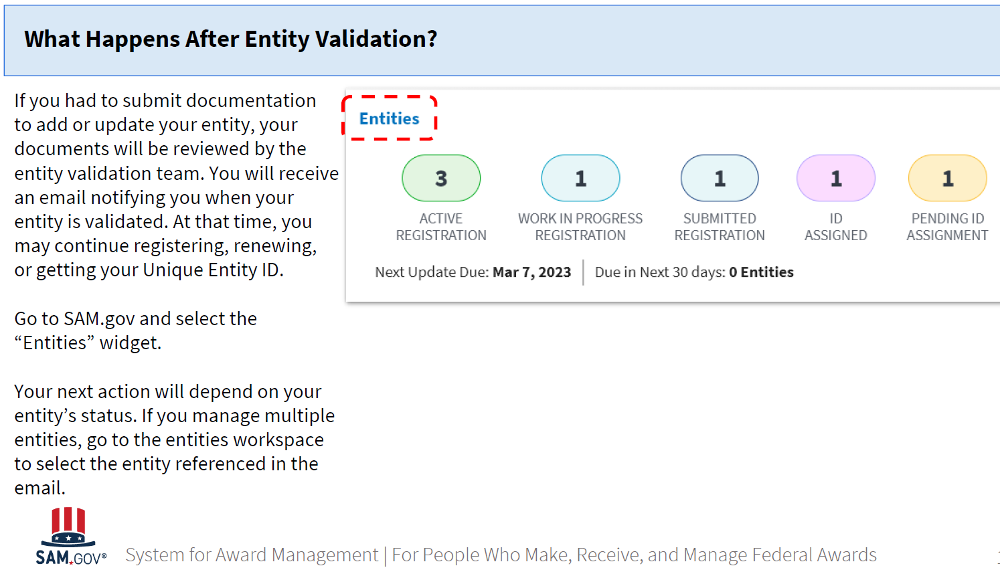 What Happens After Entity Validation?
If you had to submit documentation
to add or update your entity, your
documents will be reviewed by the
entity validation team. You will receive
an email notifying you when your
entity is validated. At that time, you
may continue registering, renewing,
or getting your Unique Entity ID.
Go to SAM.gov and select the
“Entities” widget.
Your next action will depend on your
entity’s status. If you manage multiple
entities, go to the entities workspace
to select the entity referenced in the
email.
Entities
3
ACTIVE
REGISTRATION
1
WORK IN PROGRESS
REGISTRATION
1
SUBMITTED
REGISTRATION
1
ID
ASSIGNED
1
PENDING ID
ASSIGNMENT
Next Update Due: Mar 7, 2023
Due in Next 30 days: 0 Entities
SAM.GOV®
System for Award Management | For People Who Make, Receive, and Manage Federal Awards